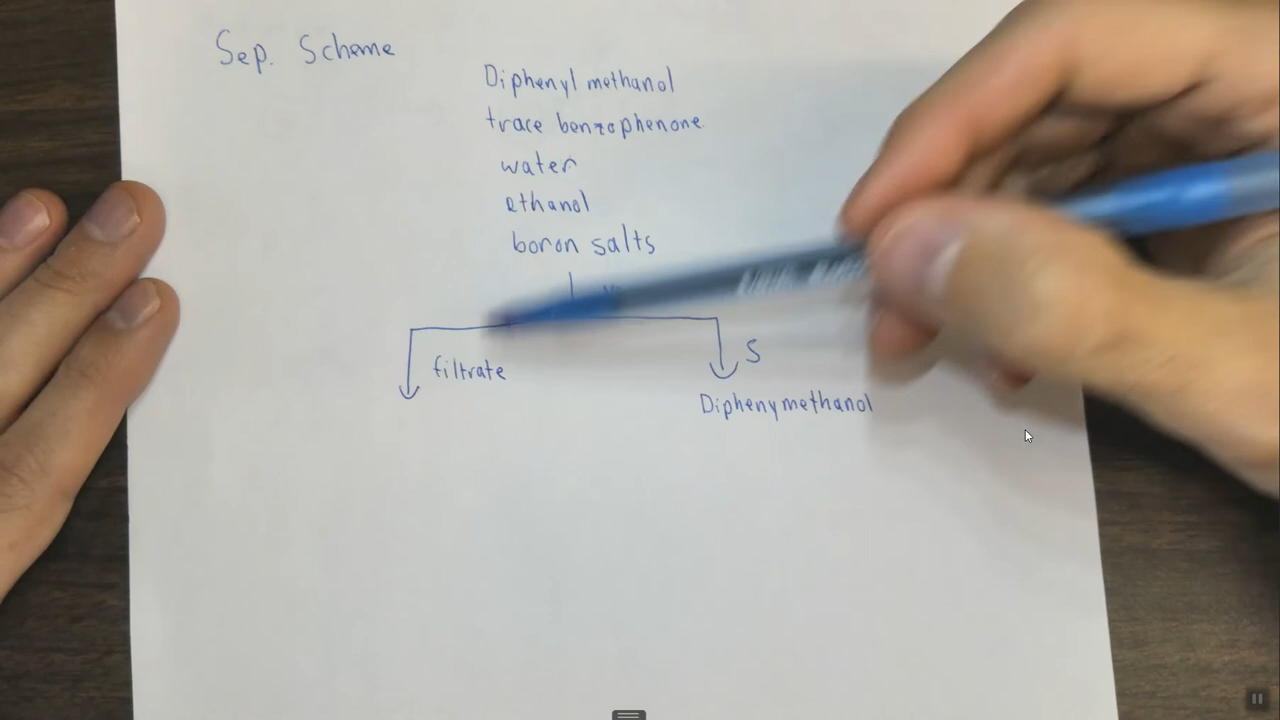 Sep. Scheme
Diphenyl methanol
trace benzophenone
water
ethanol
boron salts
filtrate
S
Diphenymethanol